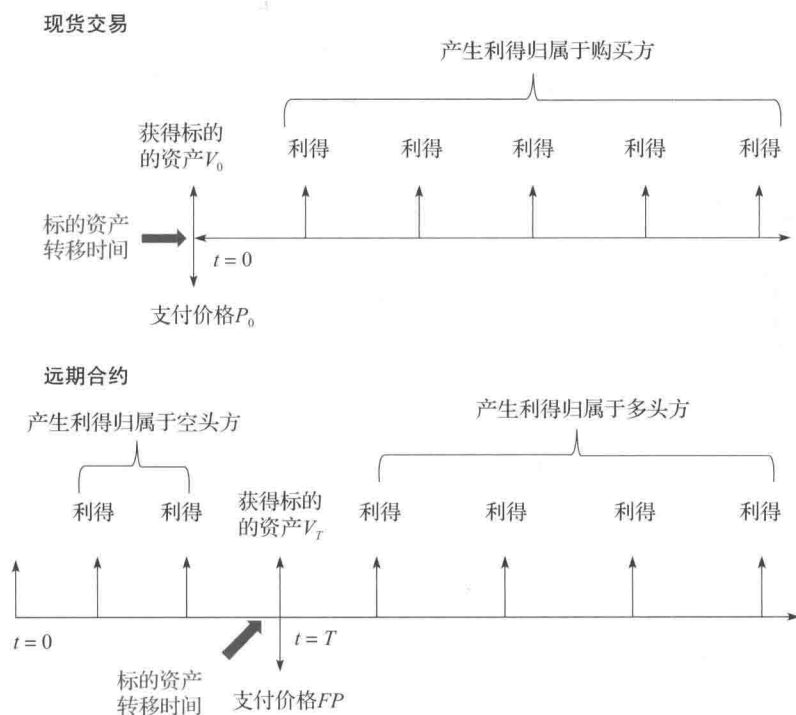 现货交易
产生利得归属于购买方
获得标的
的资产V₀
利得 利得 利得 利得 利得
标的资产
转移时间
t = 0
支付价格P₀
远期合约
产生利得归属于空头方
产生利得归属于多头方
利得 利得
获得标的
的资产V_T
利得 利得 利得 利得
t = 0
t = T
标的资产
转移时间
支付价格FP